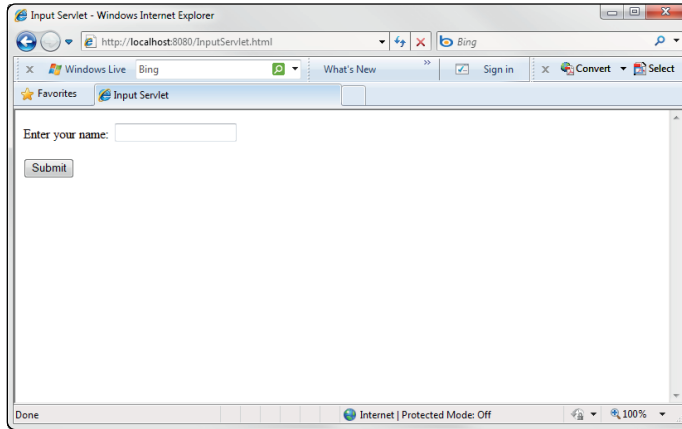 Input Servlet - Windows Internet Explorer
http://localhost:8080/InputServlet.html Bing
x Windows Live Bing What's New » Sign in x Convert Select
Favorites Input Servlet
Enter your name:
Submit
Done Internet | Protected Mode: Off 100%